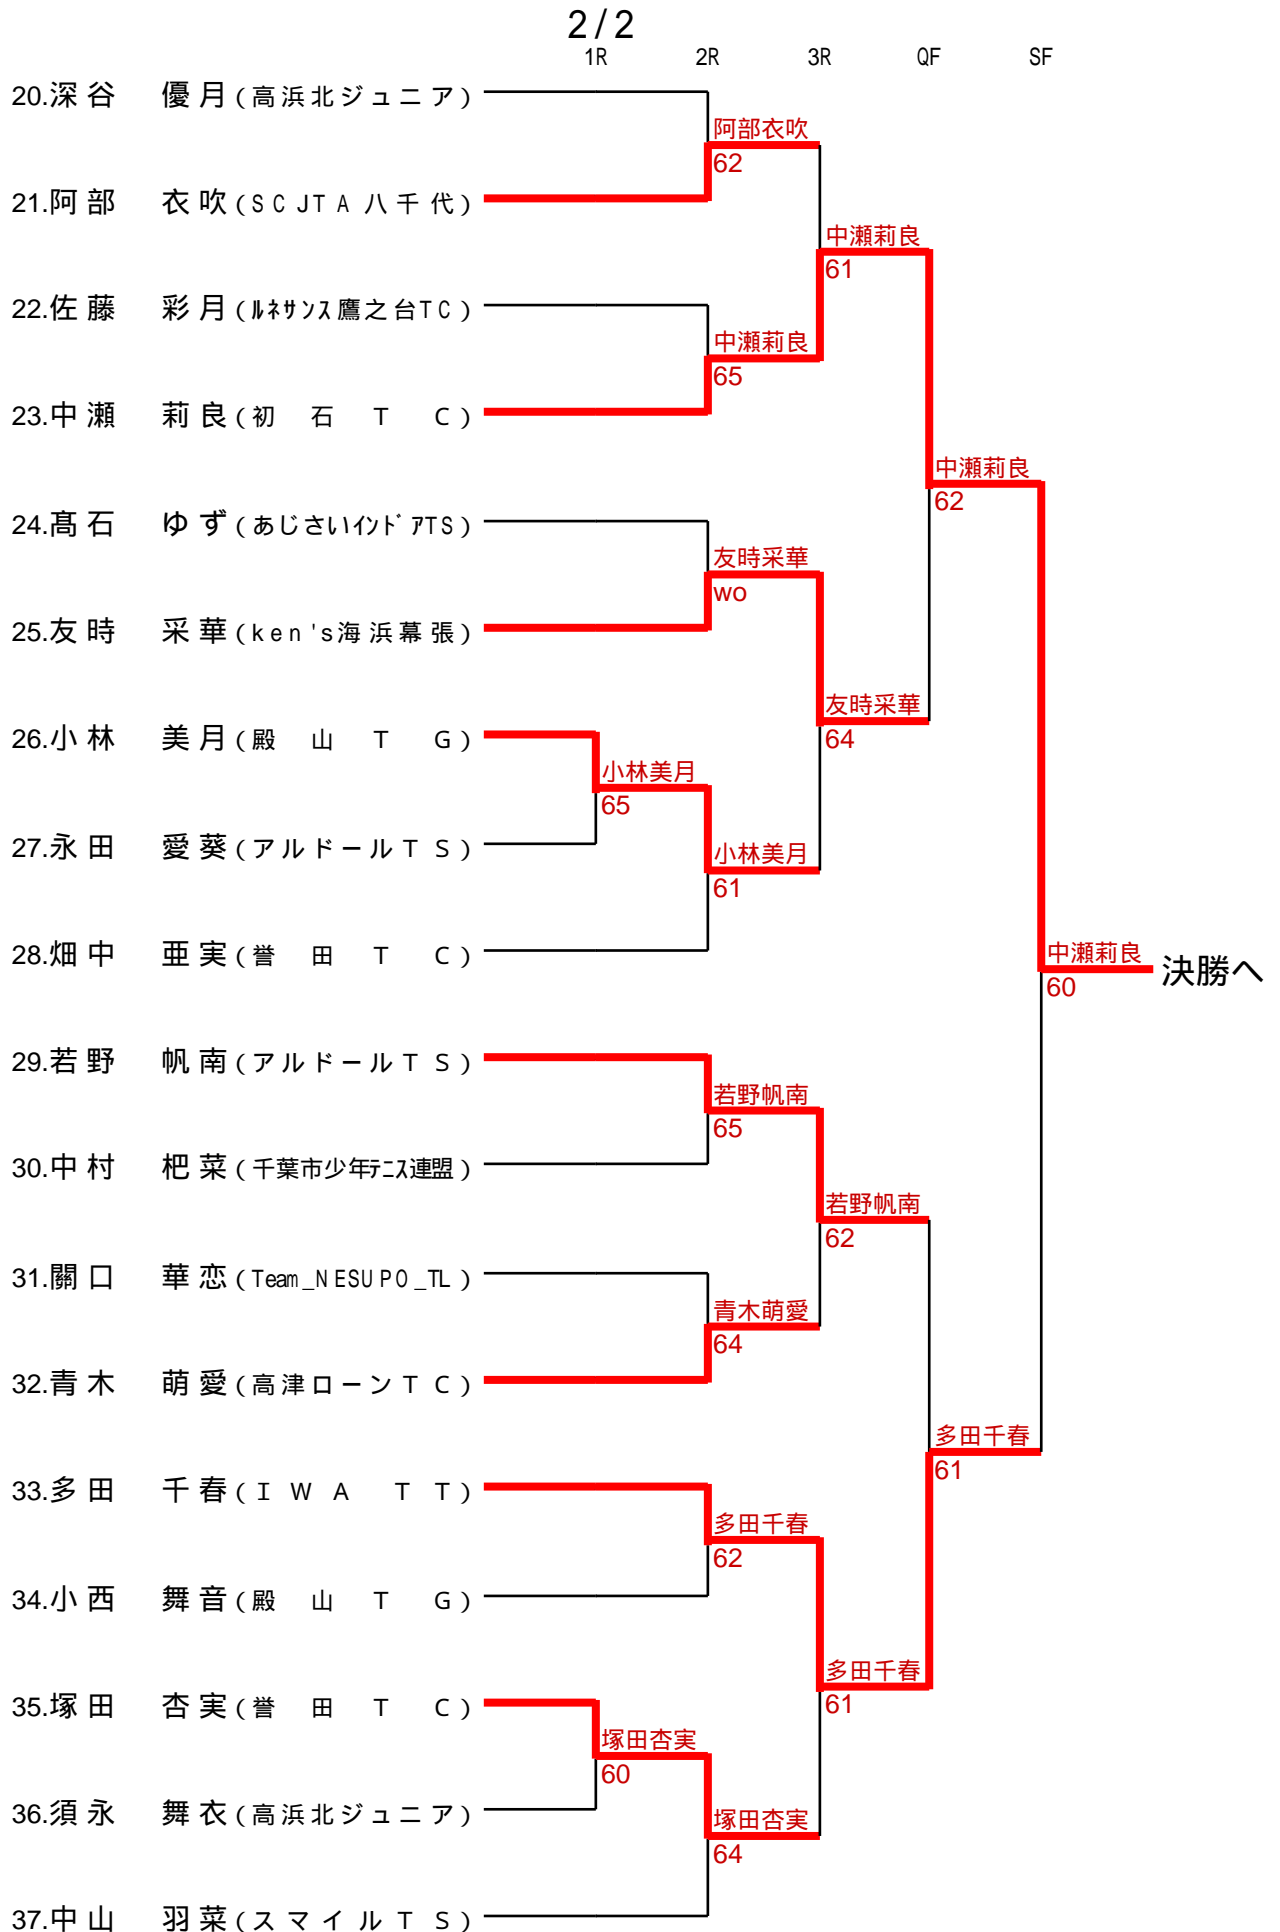 2/2
1R 2R 3R QF SF
20.深谷 優月(高浜北ジュニア)
阿部衣吹
62
21.阿部 衣吹(SCJTA八千代)
中瀬莉良
61
22.佐藤 彩月(ルネサンス鷹之台TC)
中瀬莉良
65
23.中瀬 莉良(初石TC)
中瀬莉良
62
24.髙石 ゆず(あじさいインドアTS)
友時采華
wo
25.友時 采華(ken's海浜幕張)
友時采華
64
26.小林 美月(殿山TG)
小林美月
65
27.永田 愛葵(アルドールTS)
小林美月
61
28.畑中 亜実(誉田TC)
中瀬莉良
60
決勝へ
29.若野 帆南(アルドールTS)
若野帆南
65
30.中村 杷菜(千葉市少年テニス連盟)
若野帆南
62
31.關口 華恋(Team_NESUPO_TL)
青木萌愛
64
32.青木 萌愛(高津ローンTC)
多田千春
61
33.多田 千春(IWA TT)
多田千春
62
34.小西 舞音(殿山TG)
多田千春
61
35.塚田 杏実(誉田TC)
塚田杏実
60
36.須永 舞衣(高浜北ジュニア)
塚田杏実
64
37.中山 羽菜(スマイルTS)